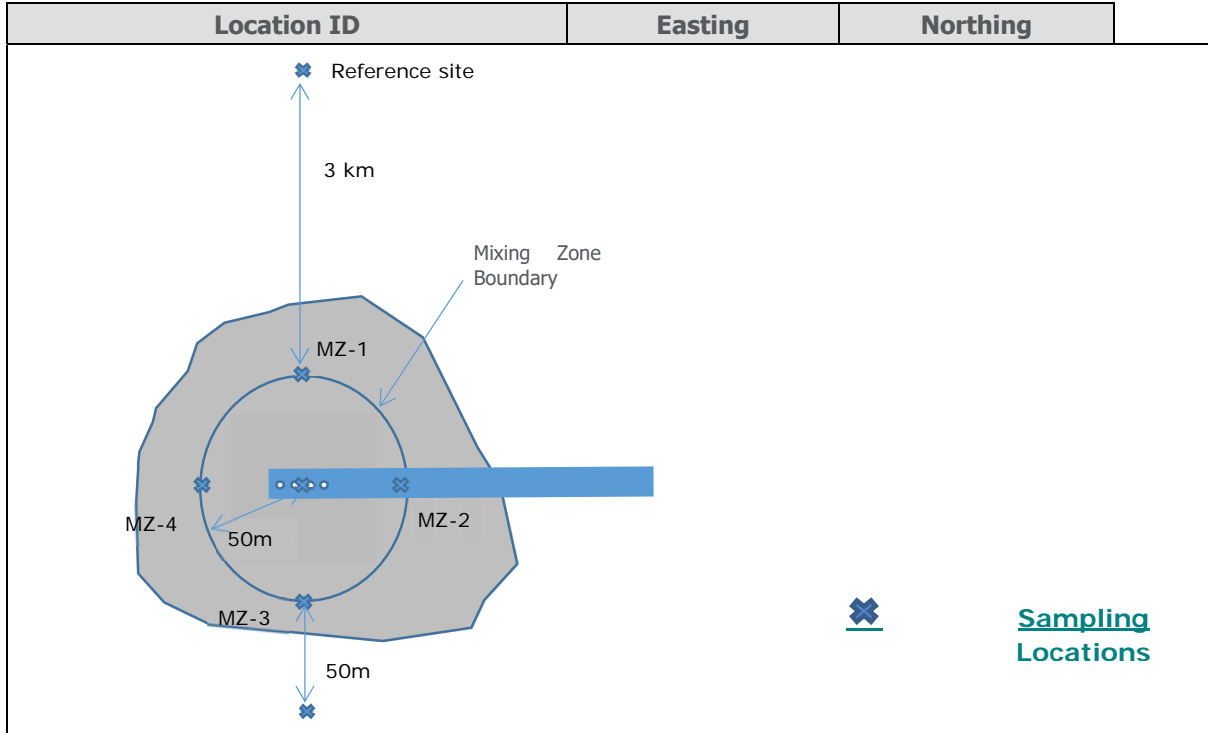 Location ID Easting Northing
Reference site
3 km
Mixing Zone
Boundary
MZ-1
MZ-4
MZ-2
50m
MZ-3
Sampling
Locations
50m